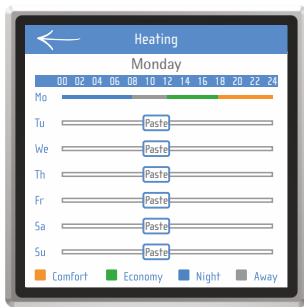 Heating
Monday
00 02 04 06 08 10 12 14 16 18 20 22 24
Mo
Tu Paste
We Paste
Th Paste
Fr Paste
Sa Paste
Su Paste
Comfort Economy Night Away